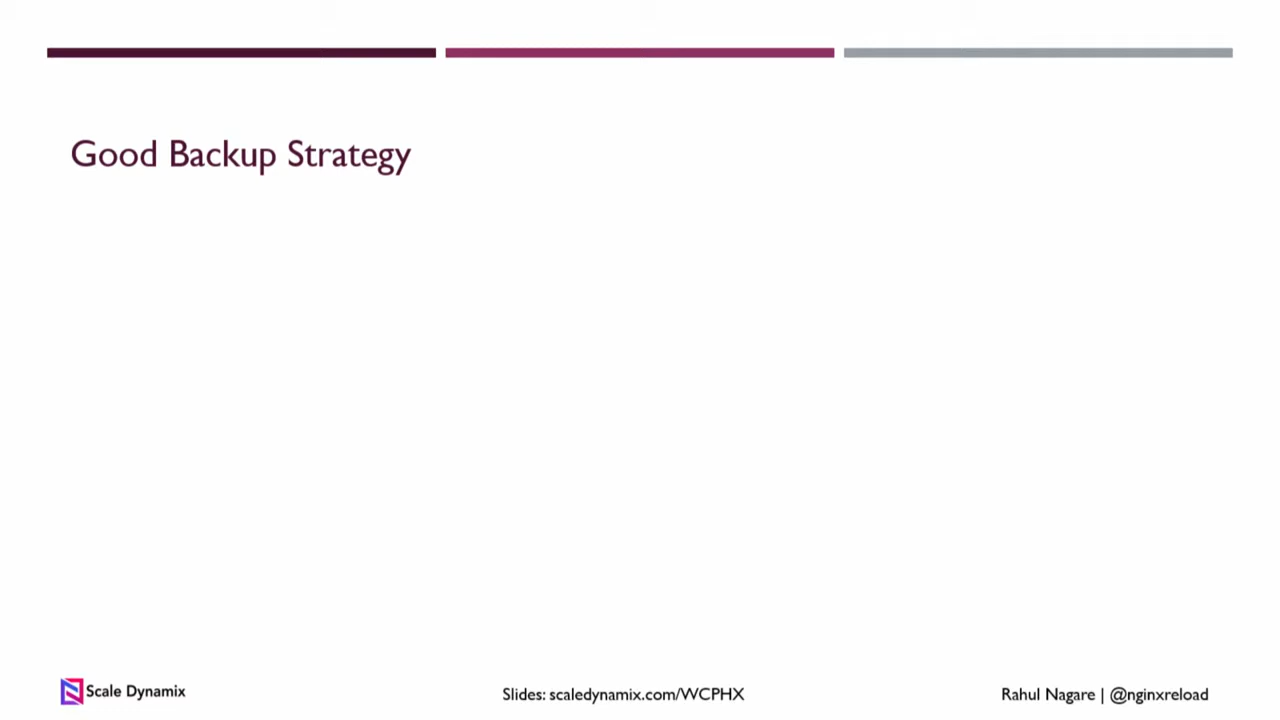 Good Backup Strategy
Scale Dynamix
Slides: scaledynamix.com/WCPHX
Rahul Nagare | @nginxreload